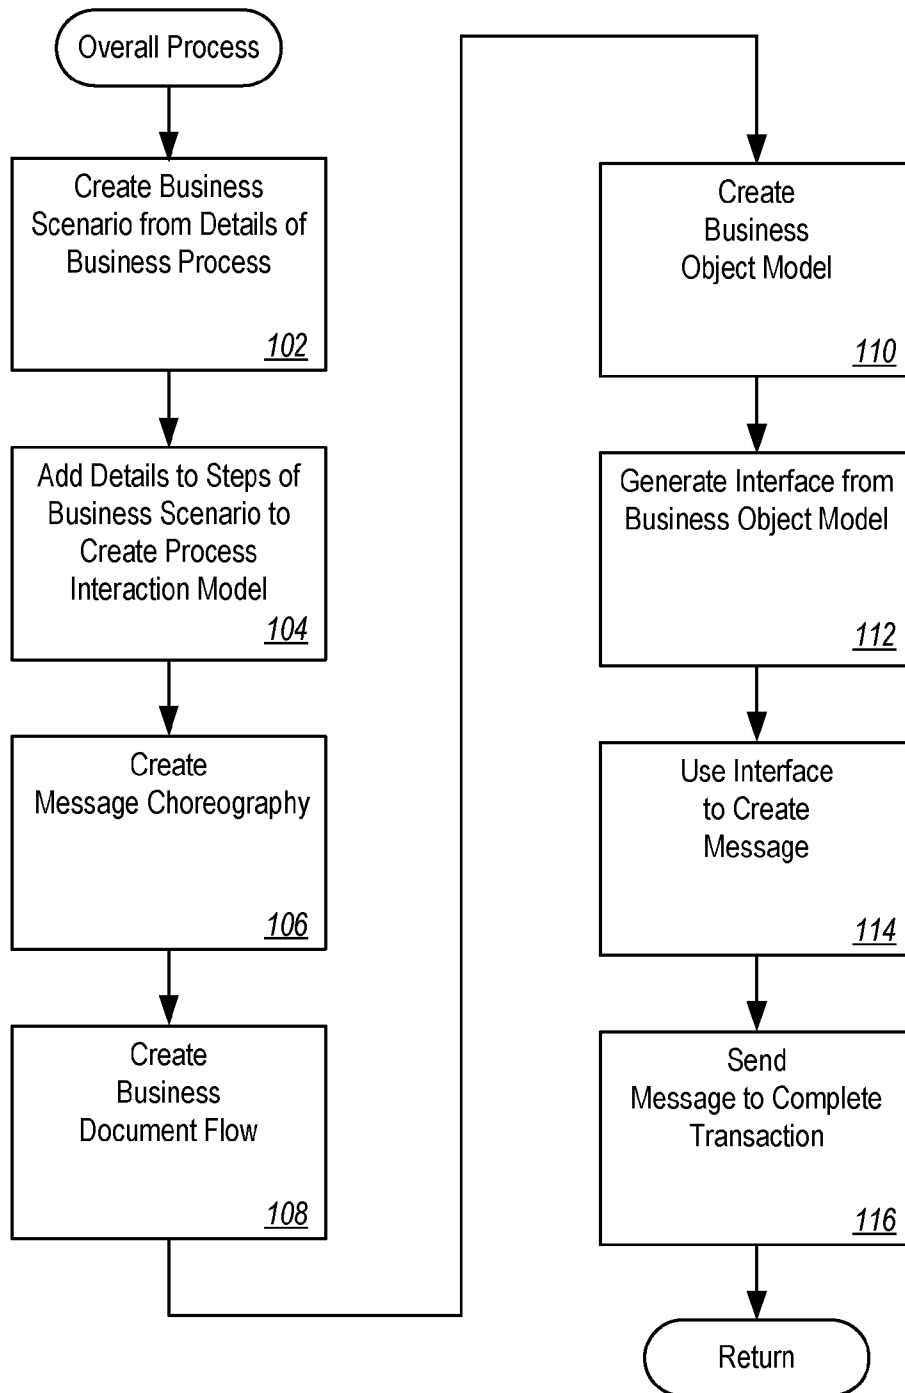 Overall Process
Create Business
Scenario from Details of
Business Process
102
Add Details to Steps of
Business Scenario to
Create Process
Interaction Model
104
Create
Message Choreography
106
Create
Business
Document Flow
108
Create
Business
Object Model
110
Generate Interface from
Business Object Model
112
Use Interface
to Create
Message
114
Send
Message to Complete
Transaction
116
Return